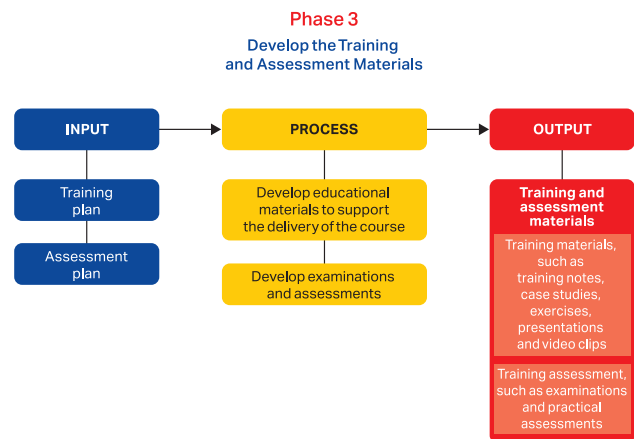 Phase 3
Develop the Training
and Assessment Materials
INPUT
PROCESS
OUTPUT
Training
plan
Assessment
plan
Develop educational
materials to support
the delivery of the course
Develop examinations
and assessments
Training and
assessment
materials
Training materials,
such as
training notes,
case studies,
exercises,
presentations
and video clips
Training assessment,
such as examinations
and practical
assessments